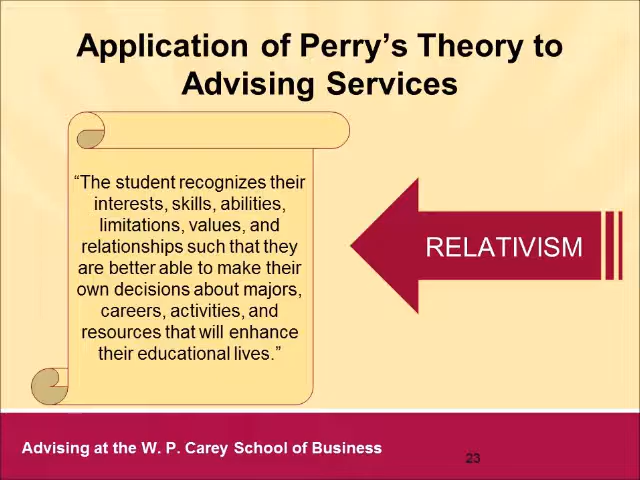 Application of Perry’s Theory to
Advising Services
“The student recognizes their
interests, skills, abilities,
limitations, values, and
relationships such that they
are better able to make their
own decisions about majors,
careers, activities, and
resources that will enhance
their educational lives.”
RELATIVISM
Advising at the W. P. Carey School of Business
23